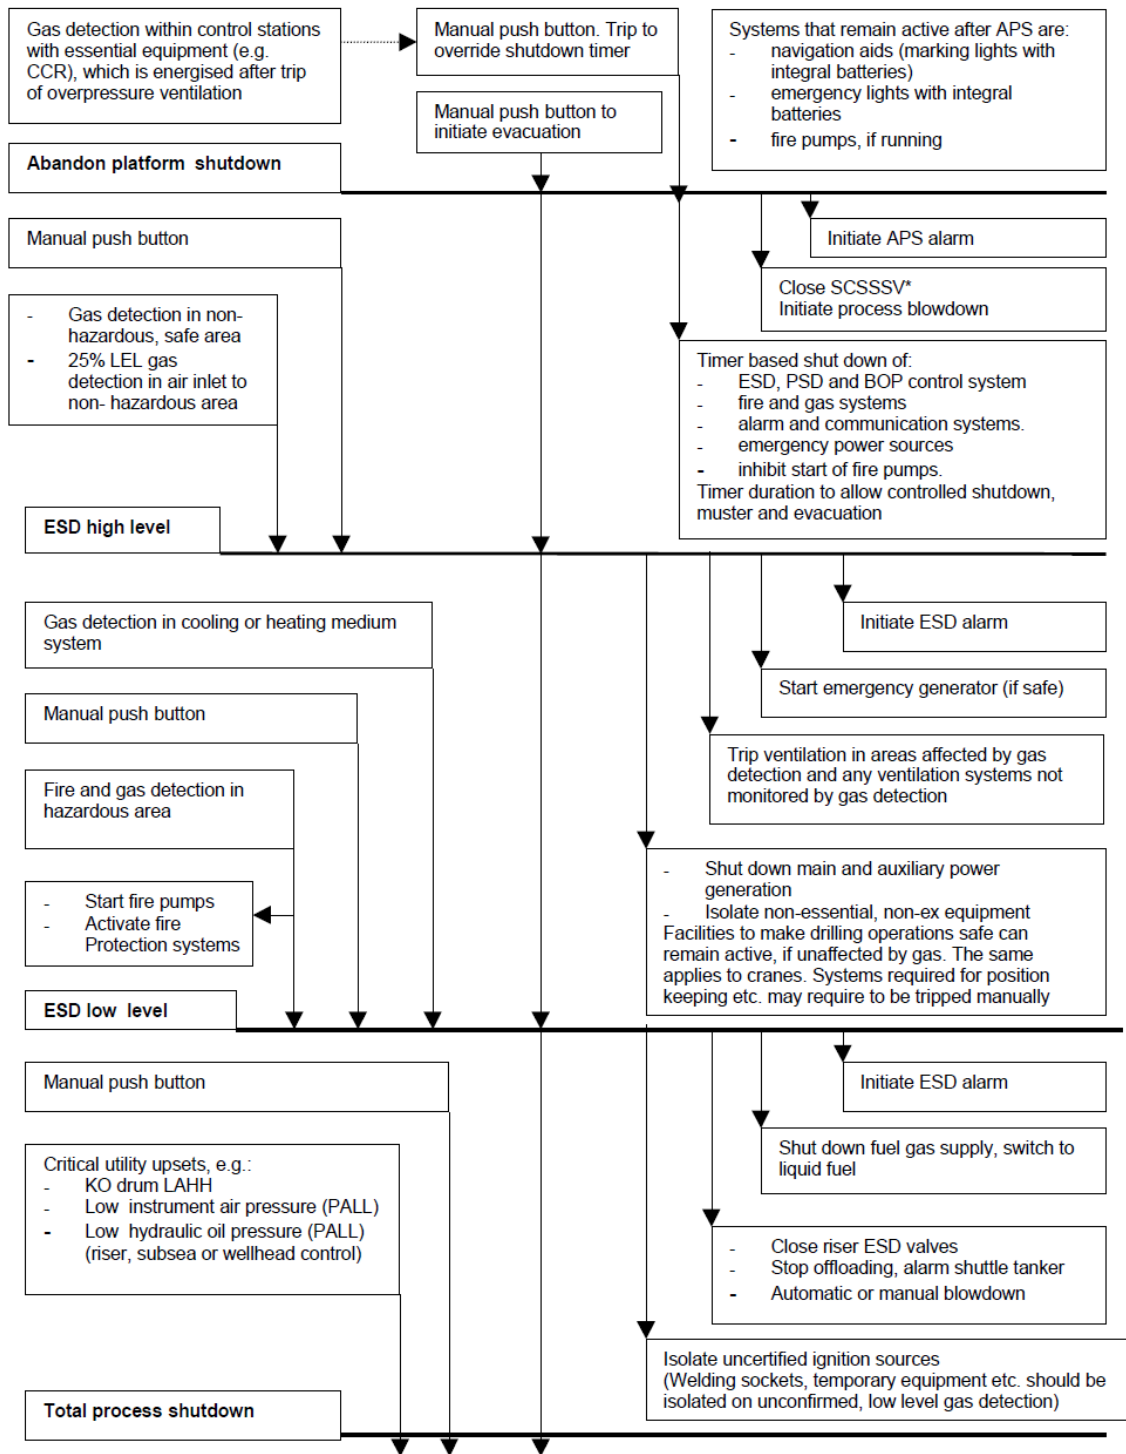 Gas detection within control stations
with essential equipment (e.g.
CCR), which is energised after trip
of overpressure ventilation
Manual push button. Trip to
override shutdown timer
Manual push button to
initiate evacuation
Systems that remain active after APS are:
- navigation aids (marking lights with
integral batteries)
- emergency lights with integral
batteries
- fire pumps, if running
Abandon platform shutdown
Manual push button
Initiate APS alarm
Close SCSSSV*
Initiate process blowdown
- Gas detection in non-
hazardous, safe area
- 25% LEL gas
detection in air inlet to
non- hazardous area
Timer based shut down of:
- ESD, PSD and BOP control system
- fire and gas systems
- alarm and communication systems.
- emergency power sources
- inhibit start of fire pumps.
Timer duration to allow controlled shutdown,
muster and evacuation
ESD high level
Gas detection in cooling or heating medium
system
Initiate ESD alarm
Start emergency generator (if safe)
Manual push button
Trip ventilation in areas affected by gas
detection and any ventilation systems not
monitored by gas detection
Fire and gas detection in
hazardous area
- Start fire pumps
- Activate fire
Protection systems
- Shut down main and auxiliary power
generation
- Isolate non-essential, non-ex equipment
Facilities to make drilling operations safe can
remain active, if unaffected by gas. The same
applies to cranes. Systems required for position
keeping etc. may require to be tripped manually
ESD low level
Manual push button
Initiate ESD alarm
Shut down fuel gas supply, switch to
liquid fuel
Critical utility upsets, e.g.:
- KO drum LAHH
- Low instrument air pressure (PALL)
- Low hydraulic oil pressure (PALL)
(riser, subsea or wellhead control)
- Close riser ESD valves
- Stop offloading, alarm shuttle tanker
- Automatic or manual blowdown
Isolate uncertified ignition sources
(Welding sockets, temporary equipment etc. should be
isolated on unconfirmed, low level gas detection)
Total process shutdown